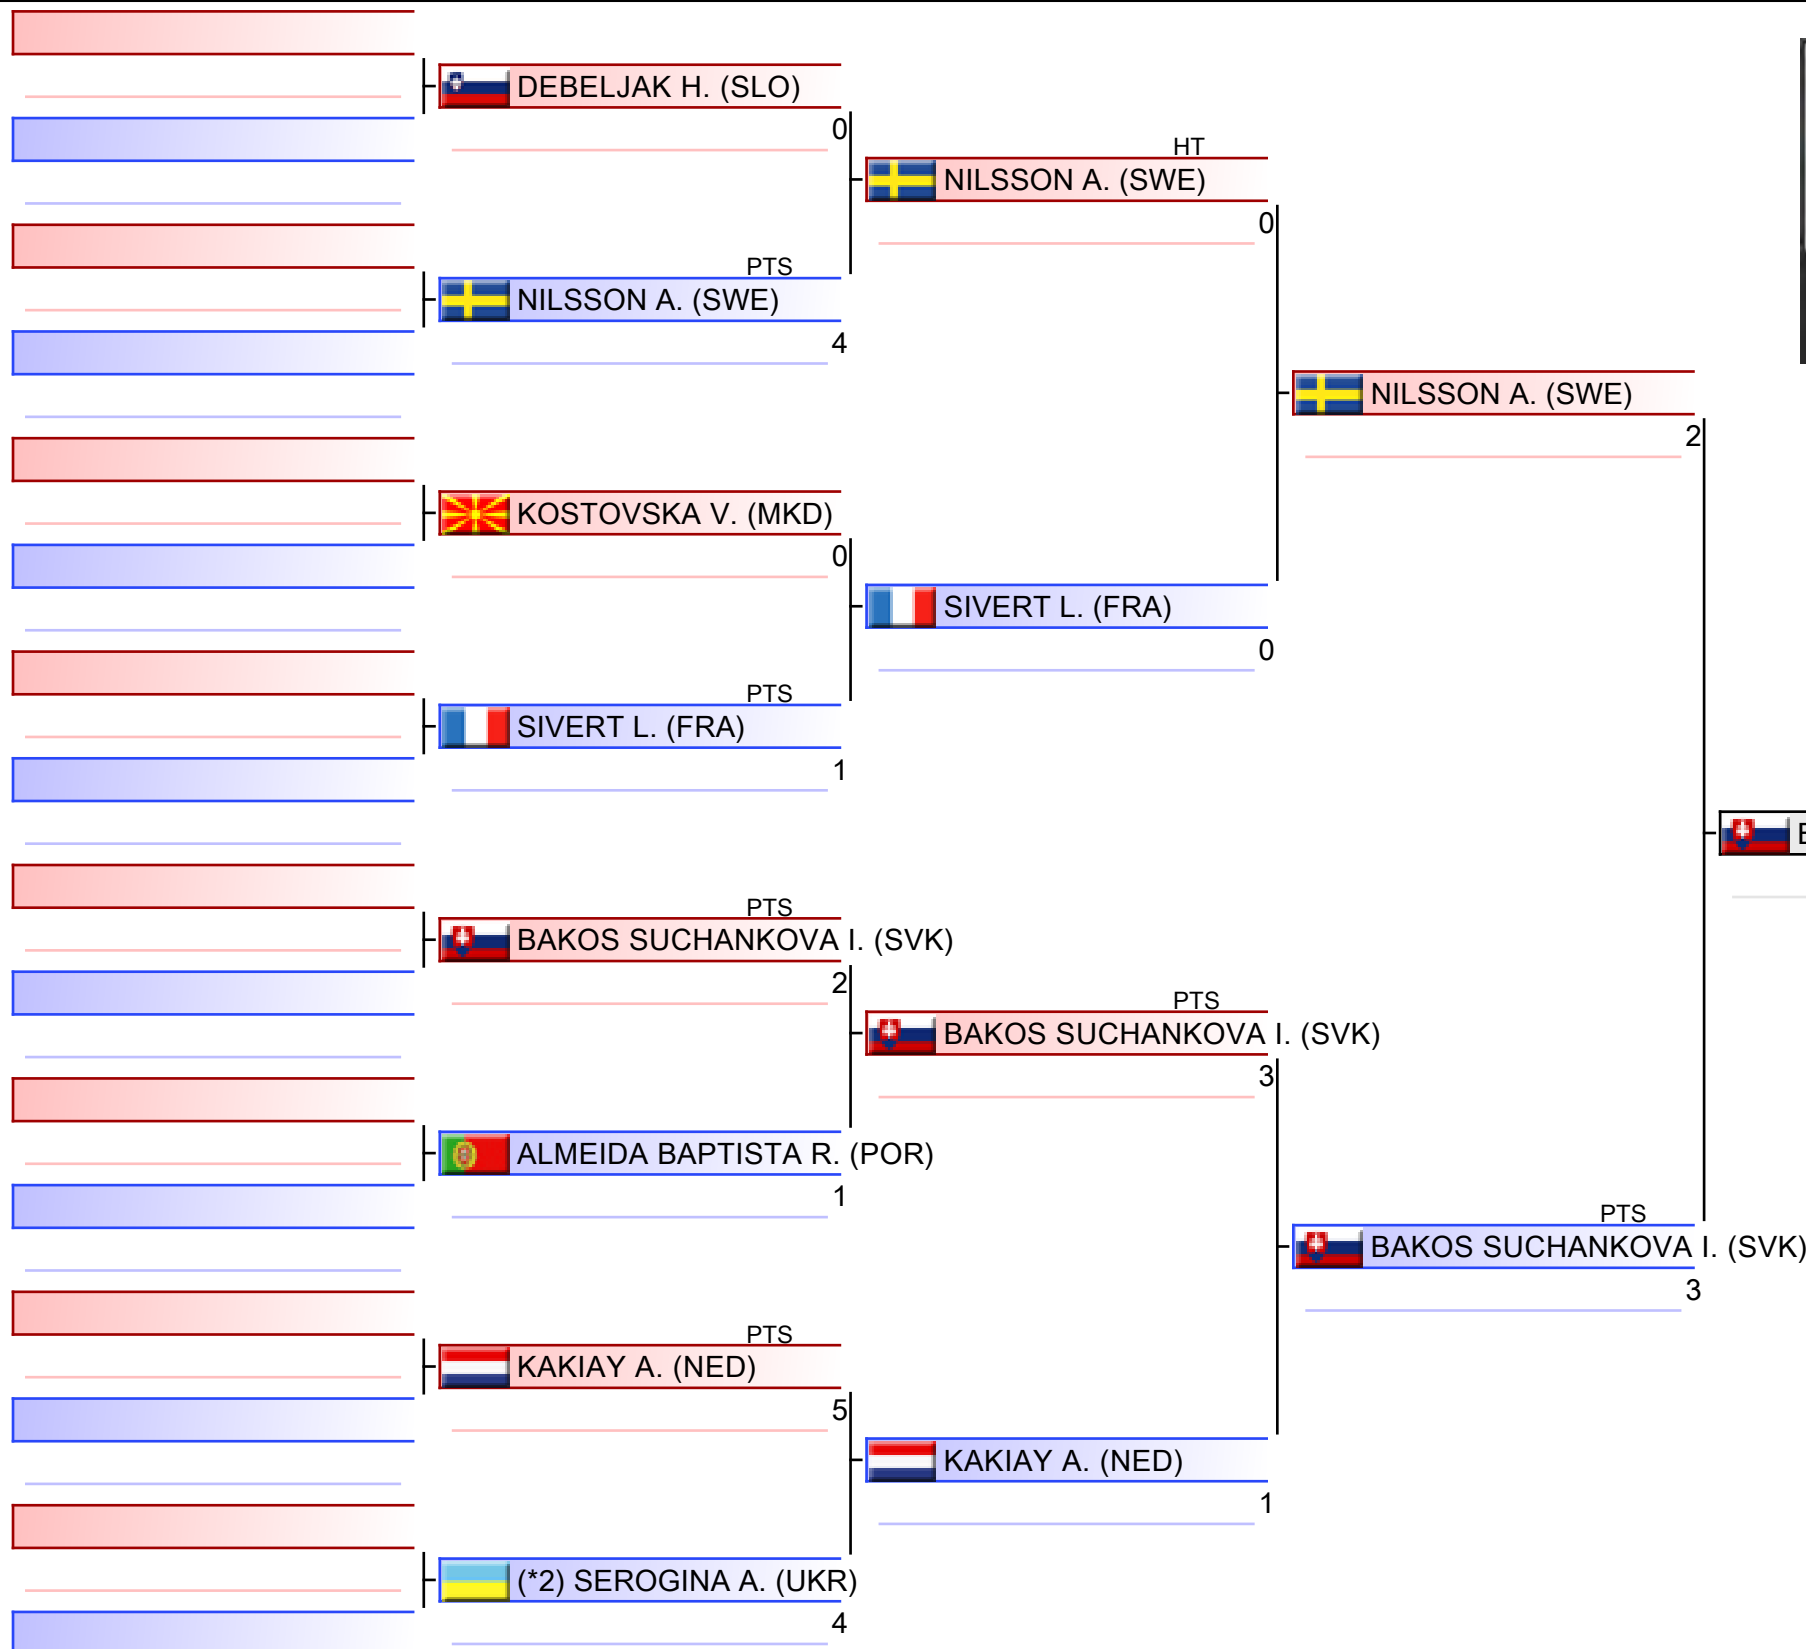 DEBELJAK H. (SLO)
0
PTS
NILSSON A. (SWE)
4
KOSTOVSKA V. (MKD)
0
PTS
SIVERT L. (FRA)
1
PTS
BAKOS SUCHANKOVA I. (SVK)
2
ALMEIDA BAPTISTA R. (POR)
1
PTS
KAKIAY A. (NED)
5
(*2) SEROGINA A. (UKR)
4
HT
NILSSON A. (SWE)
0
SIVERT L. (FRA)
0
PTS
BAKOS SUCHANKOVA I. (SVK)
3
KAKIAY A. (NED)
1
NILSSON A. (SWE)
2
PTS
BAKOS SUCHANKOVA I. (SVK)
3